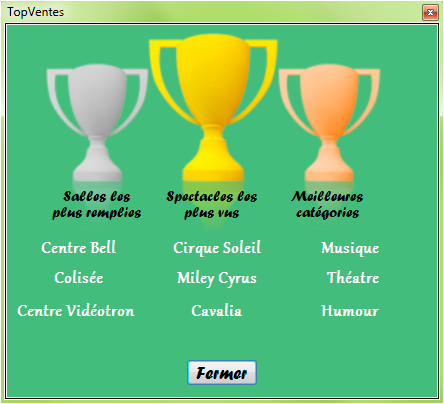 TopVentes
Salles les
plus remplies
Spectacles les
plus vus
Meilleures
catégories
Centre Bell
Cirque Soleil
Musique
Colisée
Miley Cyrus
Théatre
Centre Vidéotron
Cavalia
Humour
Fermer